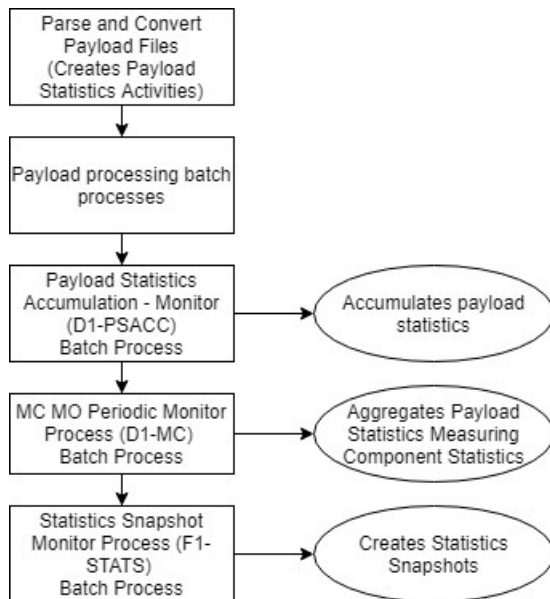 Parse and Convert
Payload Files
(Creates Payload
Statistics Activities)
Payload processing batch
processes
Payload Statistics
Accumulation - Monitor
(D1-PSACC)
Batch Process
Accumulates payload
statistics
MC MO Periodic Monitor
Process (D1-MC)
Batch Process
Aggregates Payload
Statistics Measuring
Component Statistics
Statistics Snapshot
Monitor Process (F1-
STATS)
Batch Process
Creates Statistics
Snapshots